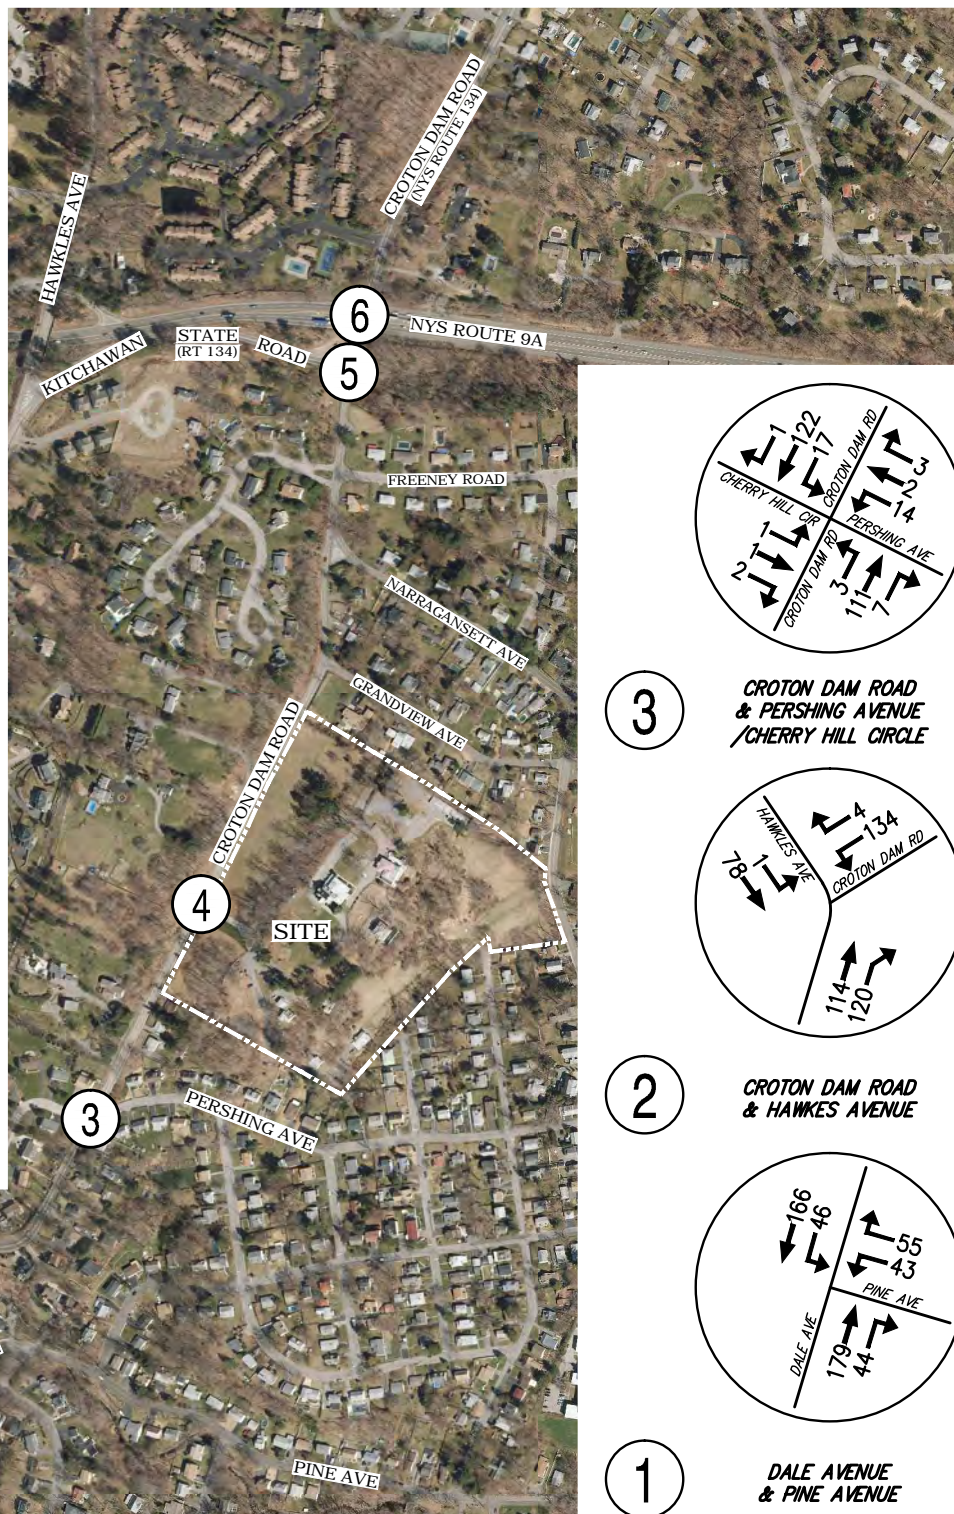 CROTON DAM ROAD
(NYS ROUTE 134)
HAWKLES AVE
6
NYS ROUTE 9A
STATE
(RT 134)
ROAD
KITCHAWAN
5
FREENEY ROAD
NARRAGANSETT AVE
GRANDVIEW AVE
CROTON DAM ROAD
4
SITE
3
PERSHING AVE
PINE AVE
1
122
17
CROTON DAM RD
3
2
14
CHERRY HILL CIR
PERSHING AVE
1
1
2
CROTON DAM RD
3
111
7
3
CROTON DAM ROAD
& PERSHING AVENUE
/CHERRY HILL CIRCLE
HAWKLES AVE
4
134
CROTON DAM RD
78
1
114
120
2
CROTON DAM ROAD
& HAWKES AVENUE
166
46
55
43
PINE AVE
DALE AVE
179
44
1
DALE AVENUE
& PINE AVENUE